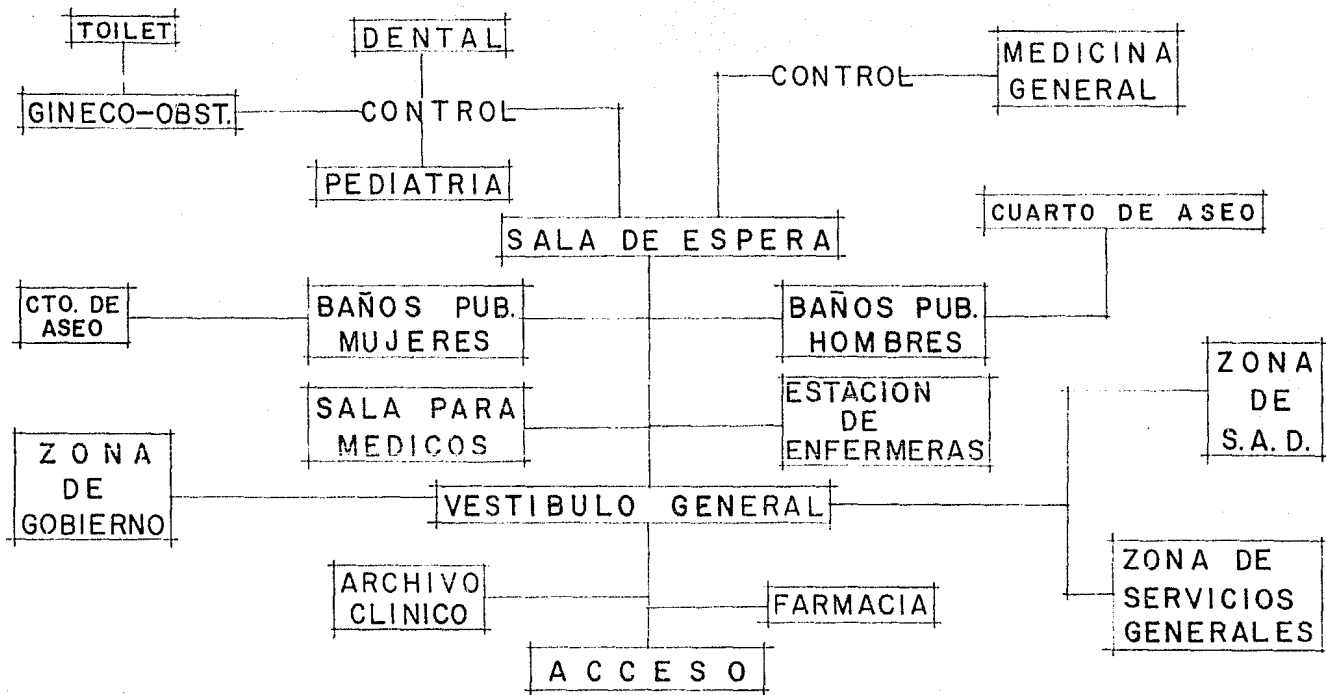 TOILET
DENTAL
CONTROL
MEDICINA
GENERAL
GINECO-OBST.
CONTROL
PEDIATRIA
CUARTO DE ASEO
SALA DE ESPERA
CTO. DE
ASEO
BAÑOS PUB.
MUJERES
BAÑOS PUB.
HOMBRES
ZONA
DE
S.A.D.
SALA PARA
MEDICOS
ESTACION
DE
ENFERMERAS
ZONA
DE
GOBIERNO
VESTIBULO GENERAL
ARCHIVO
CLINICO
FARMACIA
ZONA DE
SERVICIOS
GENERALES
ACCESO